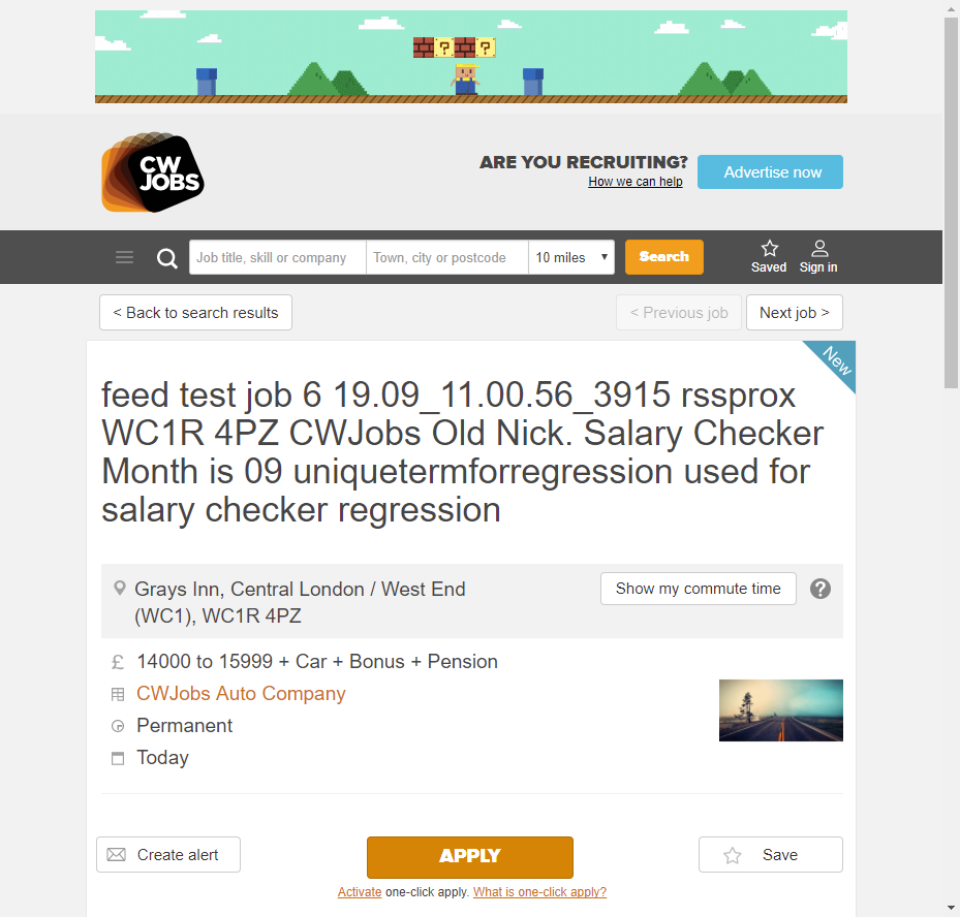 ? ?
CW
JOBS
ARE YOU RECRUITING?
How we can help
Advertise now
Job title, skill or company
Town, city or postcode
10 miles
Search
Saved
Sign in
< Back to search results
< Previous job
Next job >
New
feed test job 6 19.09_11.00.56_3915 rssprox
WC1R 4PZ CWJobs Old Nick. Salary Checker
Month is 09 uniquetermforregression used for
salary checker regression
Grays Inn, Central London / West End
(WC1), WC1R 4PZ
Show my commute time
?
£ 14000 to 15999 + Car + Bonus + Pension
CWJobs Auto Company
Permanent
Today
Create alert
APPLY
Save
Activate one-click apply. What is one-click apply?